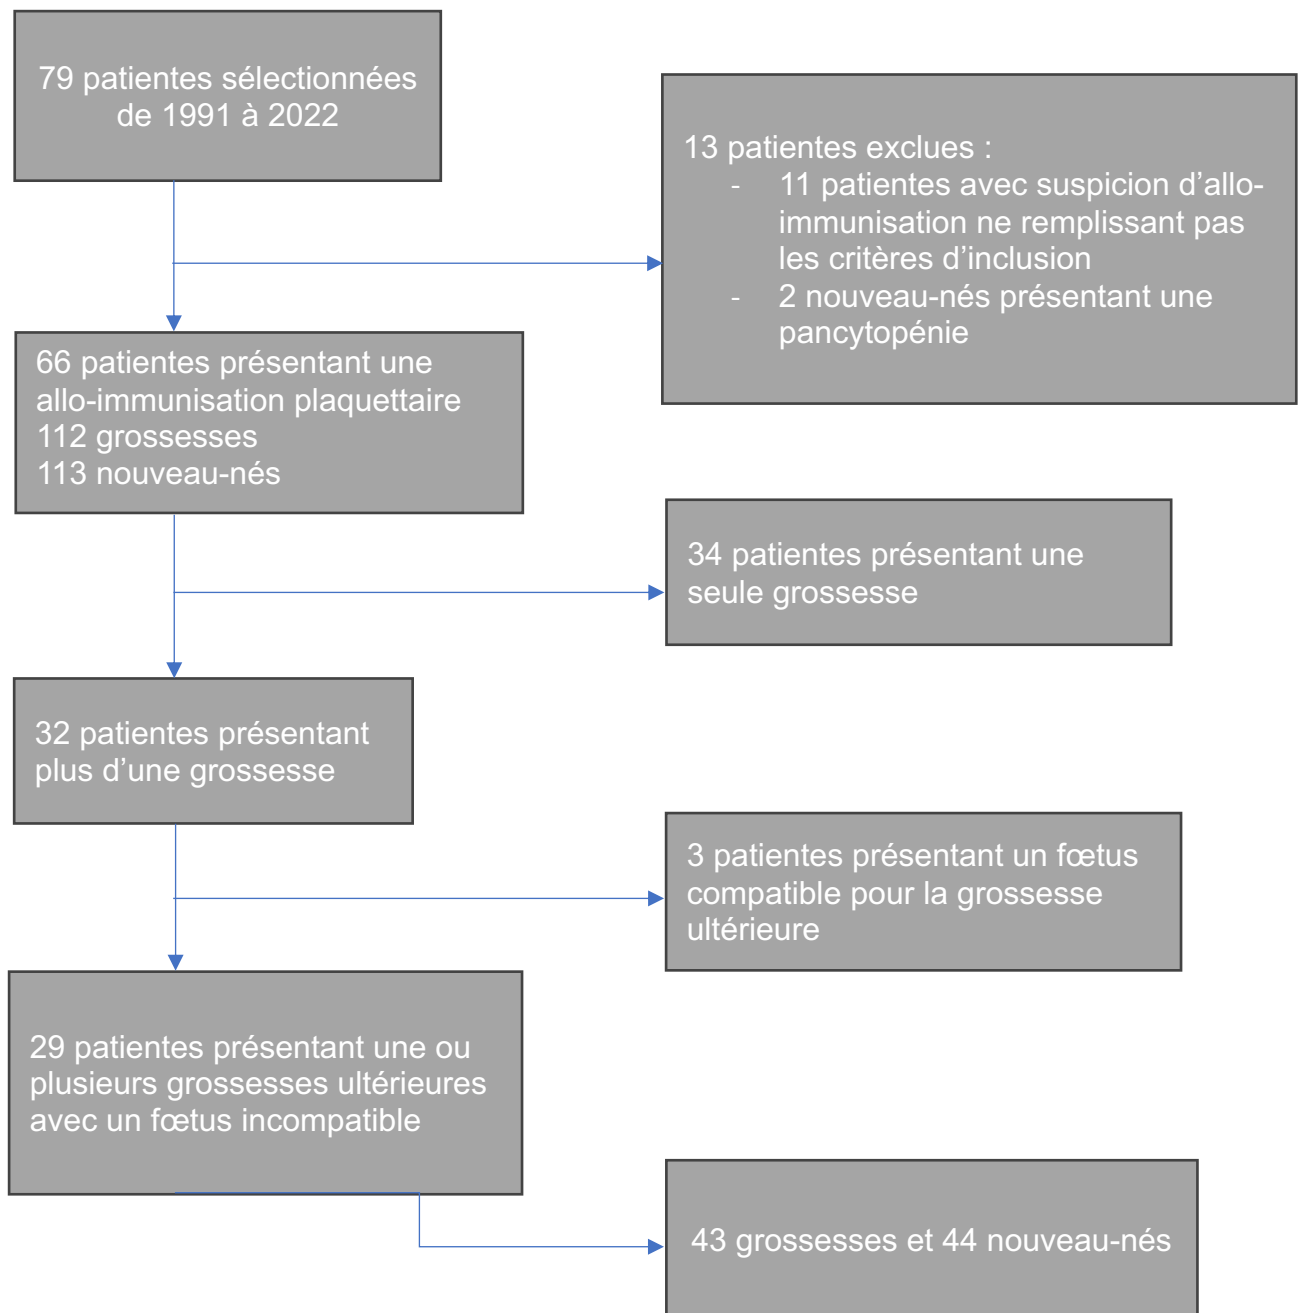 79 patientes sélectionnées
de 1991 à 2022
13 patientes exclues :
- 11 patientes avec suspicion d’allo-
immunisation ne remplissant pas
les critères d’inclusion
- 2 nouveau-nés présentant une
pancytopénie
66 patientes présentant une
allo-immunisation plaquettaire
112 grossesses
113 nouveau-nés
34 patientes présentant une
seule grossesse
32 patientes présentant
plus d’une grossesse
3 patientes présentant un fœtus
compatible pour la grossesse
ultérieure
29 patientes présentant une ou
plusieurs grossesses ultérieures
avec un fœtus incompatible
43 grossesses et 44 nouveau-nés